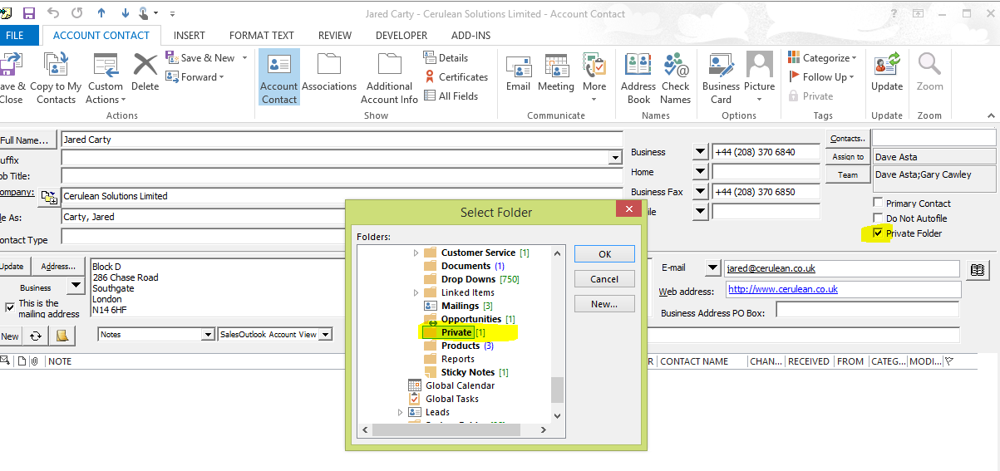 Jared Carty - Cerulean Solutions Limited - Account Contact
FILE ACCOUNT CONTACT INSERT FORMAT TEXT REVIEW DEVELOPER ADD-INS
ave & Close
Copy to My Contacts
Custom Actions
Delete
Save & New
Forward
Actions
Account Contact
Associations
Additional Account Info
Details
Certificates
All Fields
Show
Email
Meeting
More
Communicate
Address Book
Check Names
Names
Business Card
Picture
Options
Categorize
Follow Up
Private
Tags
Update
Update
Zoom
Zoom
Full Name... Jared Carty
uffix
ob Title:
ompany: Cerulean Solutions Limited
le As: Carty, Jared
ontact Type
Business +44 (208) 370 6840
Home
Business Fax +44 (208) 370 6850
ile
Contacts..
Assign to Dave Asta
Team Dave Asta;Gary Cawley
Primary Contact
Do Not Autofile
Private Folder
Update Address...
Business
This is the
mailing address
Block D
286 Chase Road
Southgate
London
N14 6HF
E-mail jared@cerulean.co.uk
Web address: http://www.cerulean.co.uk
Business Address PO Box:
New Notes SalesOutlook Account View
NOTE R CONTACT NAME CHAN... RECEIVED FROM CATEG... MODI...
Select Folder
Folders:
Customer Service [1]
Documents (1)
Drop Downs [750]
Linked Items
Mailings [3]
Opportunities [1]
Private [1]
Products (3)
Reports
Sticky Notes [1]
Global Calendar
Global Tasks
Leads
OK
Cancel
New...